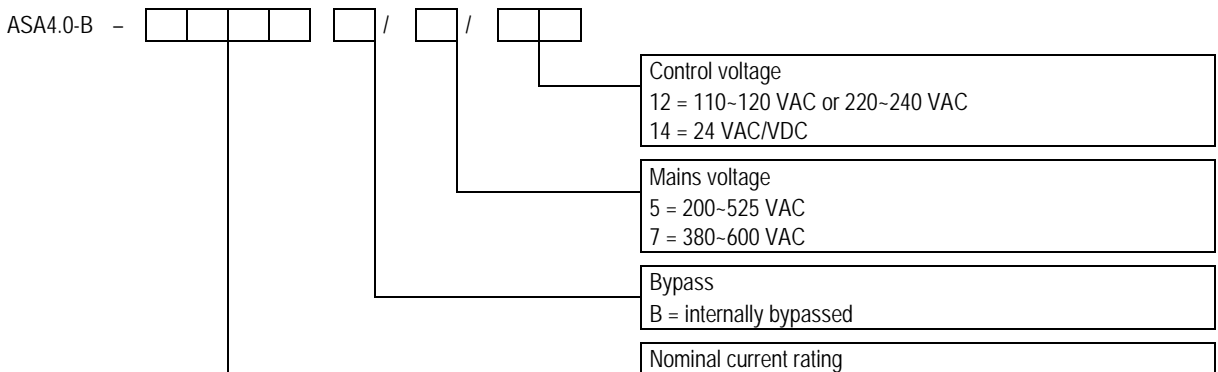 ASA4.0-B – / /
Control voltage
12 = 110~120 VAC or 220~240 VAC
14 = 24 VAC/VDC
Mains voltage
5 = 200~525 VAC
7 = 380~600 VAC
Bypass
B = internally bypassed
Nominal current rating